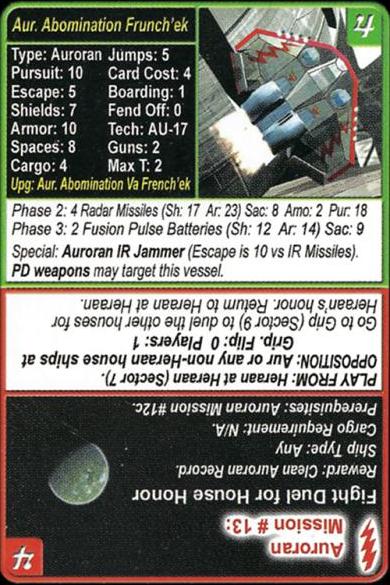 Aur. Abomination Frunch'ek
4
Type: Auroran Jumps: 5
Pursuit: 10 Card Cost: 4
Escape: 5 Boarding: 1
Shields: 7 Fend Off: 0
Armor: 10 Tech: AU-17
Spaces: 8 Guns: 2
Cargo: 4 Max T: 2
Upg: Aur. Abomination Va French'ek
Phase 2: 4 Radar Missiles (Sh: 17 Ar: 23) Sac: 8 Amo: 2 Pur: 18
Phase 3: 2 Fusion Pulse Batteries (Sh: 12 Ar: 14) Sac: 9
Special: Auroran IR Jammer (Escape is 10 vs IR Missiles).
PD weapons may target this vessel.
4
Auroran
Mission # 13:
Fight Duel for House Honor
Reward: Clean Auroran Record.
Ship Type: Any
Cargo Requirement: N/A.
Prerequisites: Auroran Mission #12c.
PLAY FROM: Heraan at Heraan (Sector 7).
OPPOSITION: Aur or any non-Heraan house at ships at
Grip. Flip: 0 Players: 1
Go to Grip (Sector 9) to duel the other houses for
Heraan's honor. Return to Heraan at Heraan.